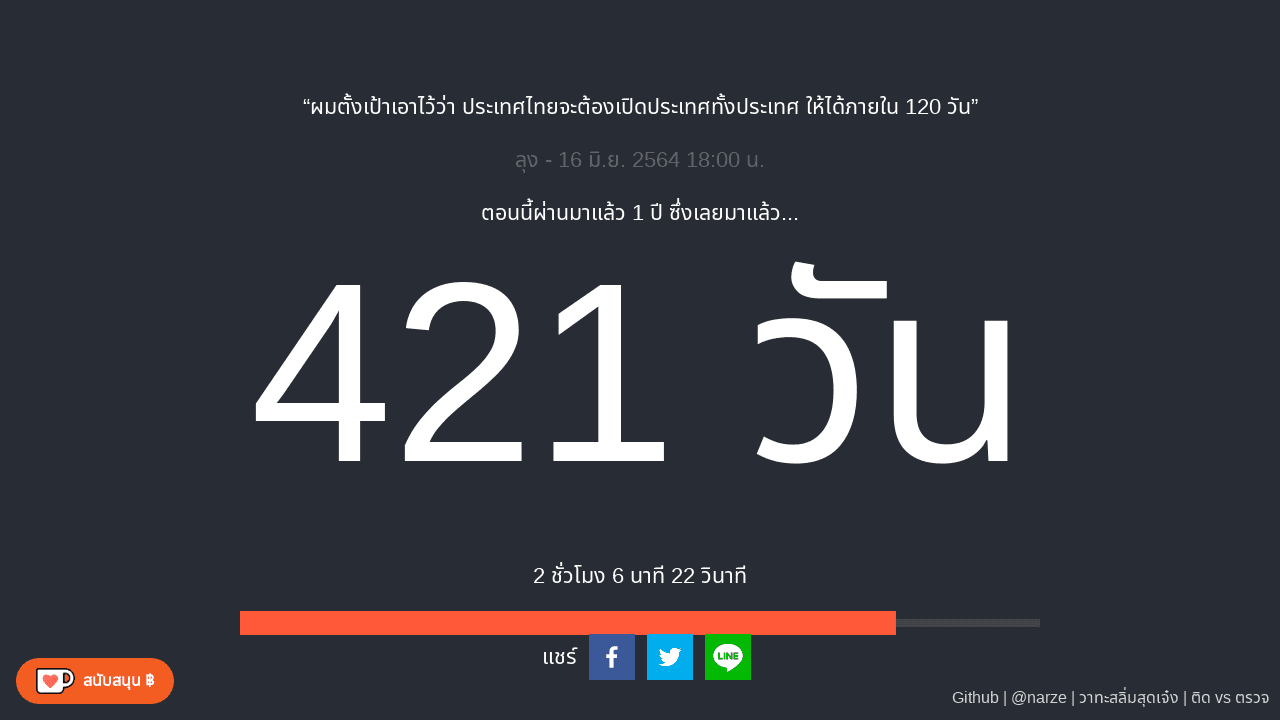 “ผมตั้งเป้าเอาไว้ว่า ประเทศไทยจะต้องเปิดประเทศทั้งประเทศ ให้ได้ภายใน 120 วัน”
ลุง - 16 มิ.ย. 2564 18:00 น.
ตอนนี้ผ่านมาแล้ว 1 ปี ซึ่งเลยมาแล้ว...
421 วัน
2 ชั่วโมง 6 นาที 22 วินาที
แชร์
LINE
สนับสนุน ฿
Github | @narze | วาทะสลิ่มสุดเจ๋ง | ติด vs ตรวจ